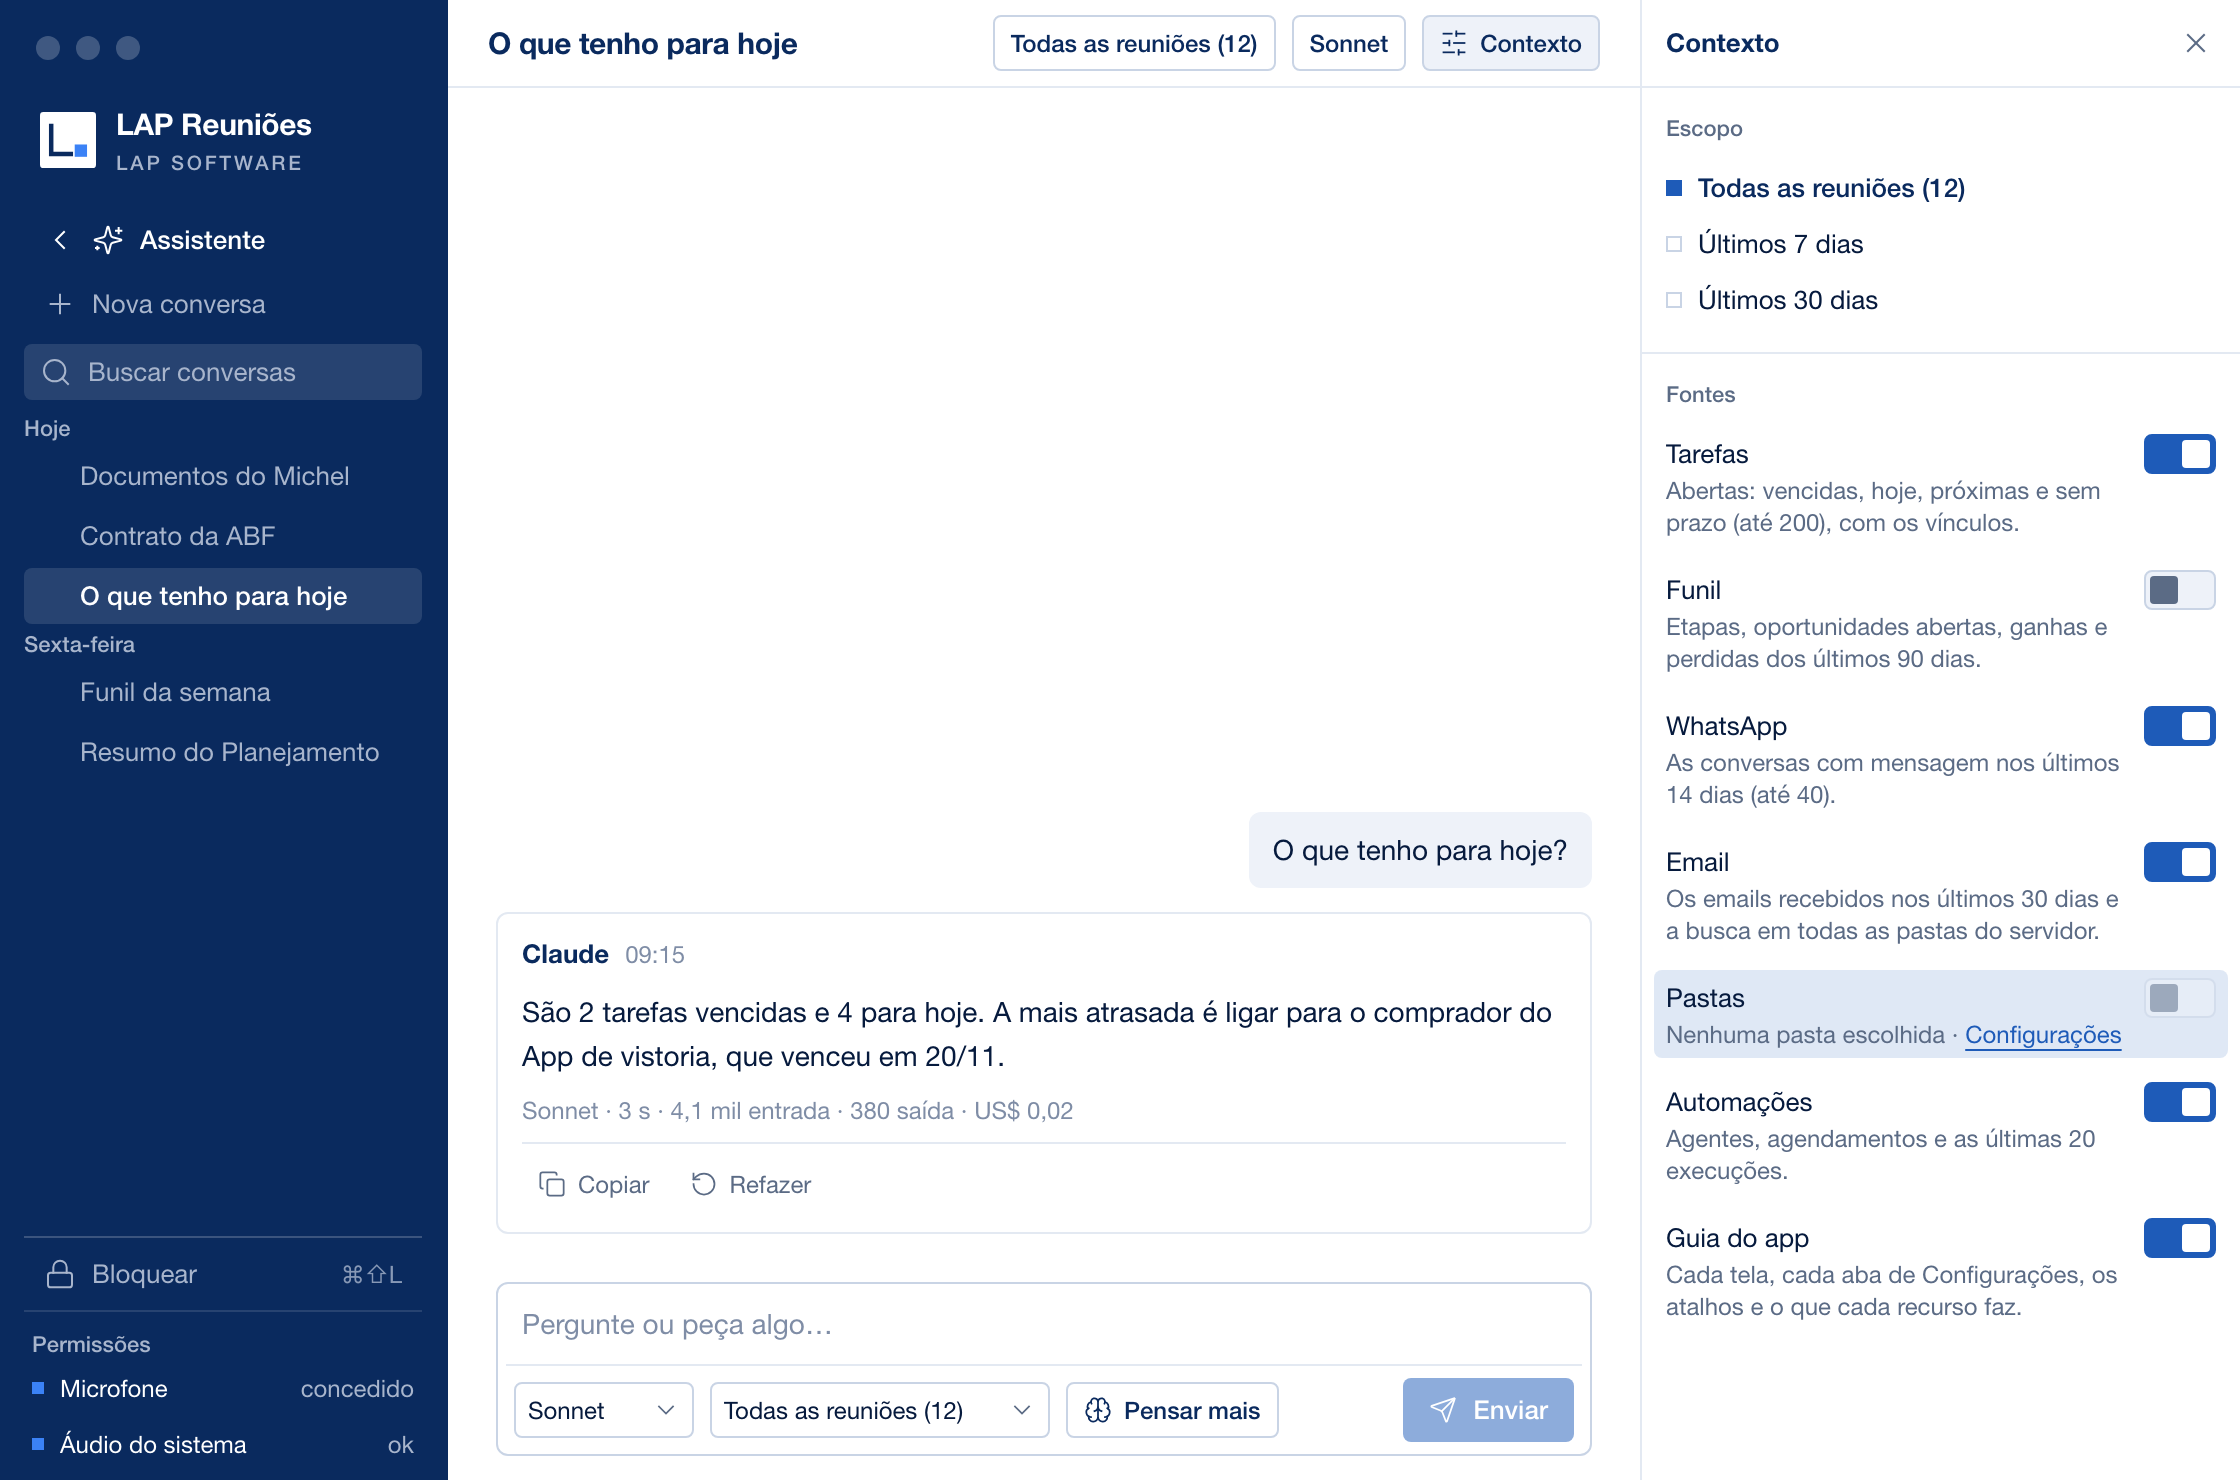 LAP Reuniões
LAP SOFTWARE
Assistente
Nova conversa
Buscar conversas
Hoje
Documentos do Michel
Contrato da ABF
O que tenho para hoje
Sexta-feira
Funil da semana
Resumo do Planejamento
Bloquear ⌘⇧L
Permissões
Microfone concedido
Áudio do sistema ok
O que tenho para hoje
Todas as reuniões (12)
Sonnet
Contexto
O que tenho para hoje?
Claude 09:15
São 2 tarefas vencidas e 4 para hoje. A mais atrasada é ligar para o comprador do
App de vistoria, que venceu em 20/11.
Sonnet · 3 s · 4,1 mil entrada · 380 saída · US$ 0,02
Copiar
Refazer
Pergunte ou peça algo…
Sonnet
Todas as reuniões (12)
Pensar mais
Enviar
Contexto
Escopo
Todas as reuniões (12)
Últimos 7 dias
Últimos 30 dias
Fontes
Tarefas
Abertas: vencidas, hoje, próximas e sem
prazo (até 200), com os vínculos.
Funil
Etapas, oportunidades abertas, ganhas e
perdidas dos últimos 90 dias.
WhatsApp
As conversas com mensagem nos últimos
14 dias (até 40).
Email
Os emails recebidos nos últimos 30 dias e
a busca em todas as pastas do servidor.
Pastas
Nenhuma pasta escolhida · Configurações
Automações
Agentes, agendamentos e as últimas 20
execuções.
Guia do app
Cada tela, cada aba de Configurações, os
atalhos e o que cada recurso faz.